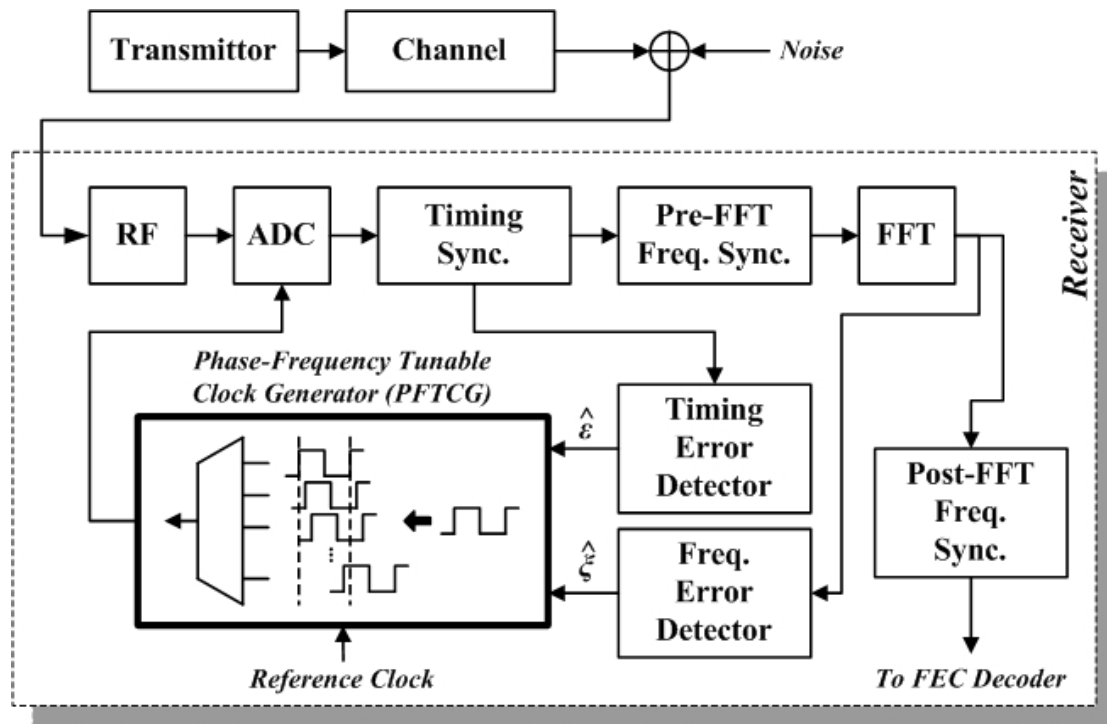 Transmittor
Channel
Noise
Receiver
RF
ADC
Timing
Sync.
Pre-FFT
Freq. Sync.
FFT
Phase-Frequency Tunable
Clock Generator (PFTCG)
ε̂
Timing
Error
Detector
ξ̂
Freq.
Error
Detector
Post-FFT
Freq.
Sync.
Reference Clock
To FEC Decoder